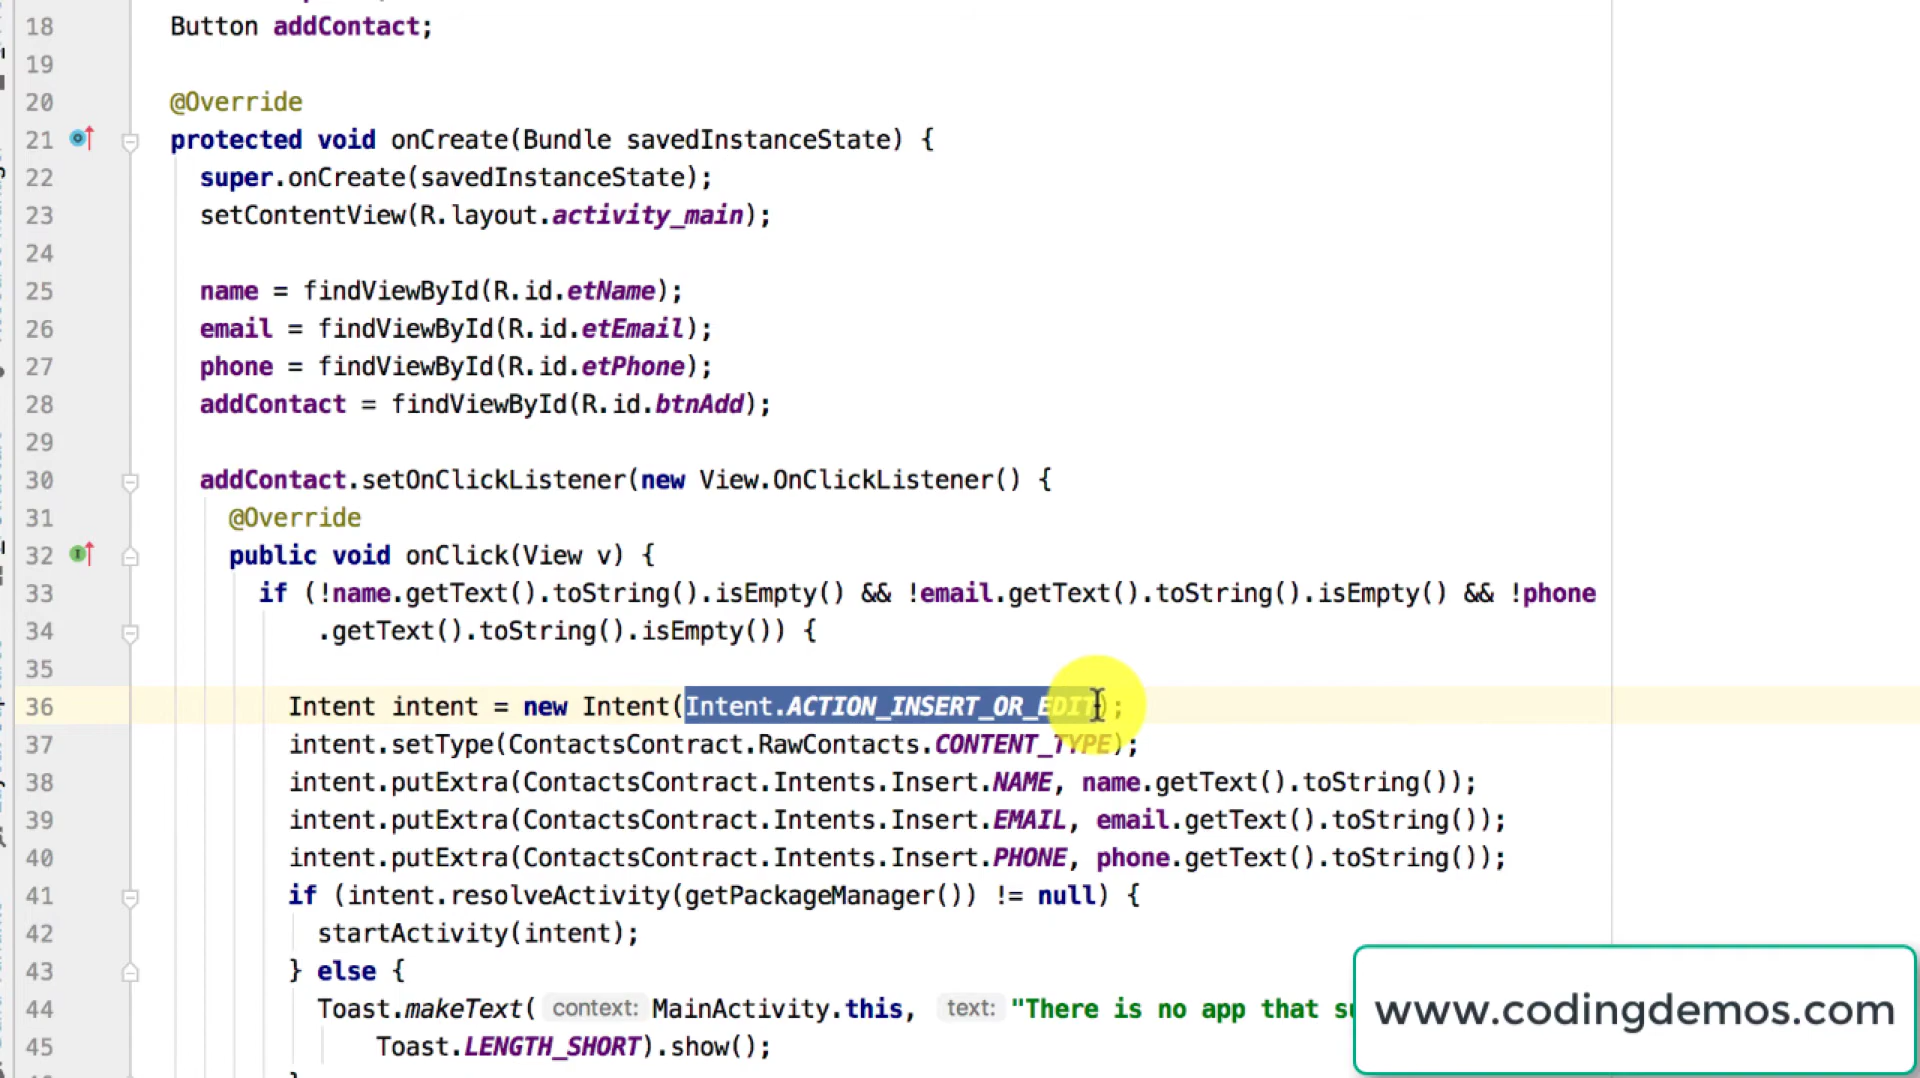 18 Button addContact;
19
20 @Override
21 protected void onCreate(Bundle savedInstanceState) {
22 super.onCreate(savedInstanceState);
23 setContentView(R.layout.activity_main);
24
25 name = findViewById(R.id.etName);
26 email = findViewById(R.id.etEmail);
27 phone = findViewById(R.id.etPhone);
28 addContact = findViewById(R.id.btnAdd);
29
30 addContact.setOnClickListener(new View.OnClickListener() {
31 @Override
32 public void onClick(View v) {
33 if (!name.getText().toString().isEmpty() && !email.getText().toString().isEmpty() && !phone
34 .getText().toString().isEmpty()) {
35
36 Intent intent = new Intent(Intent.ACTION_INSERT_OR_EDIT);
37 intent.setType(ContactsContract.RawContacts.CONTENT_TYPE);
38 intent.putExtra(ContactsContract.Intents.Insert.NAME, name.getText().toString());
39 intent.putExtra(ContactsContract.Intents.Insert.EMAIL, email.getText().toString());
40 intent.putExtra(ContactsContract.Intents.Insert.PHONE, phone.getText().toString());
41 if (intent.resolveActivity(getPackageManager()) != null) {
42 startActivity(intent);
43 } else {
44 Toast.makeText( context: MainActivity.this, text: "There is no app that
45 Toast.LENGTH_SHORT).show();
www.codingdemos.com